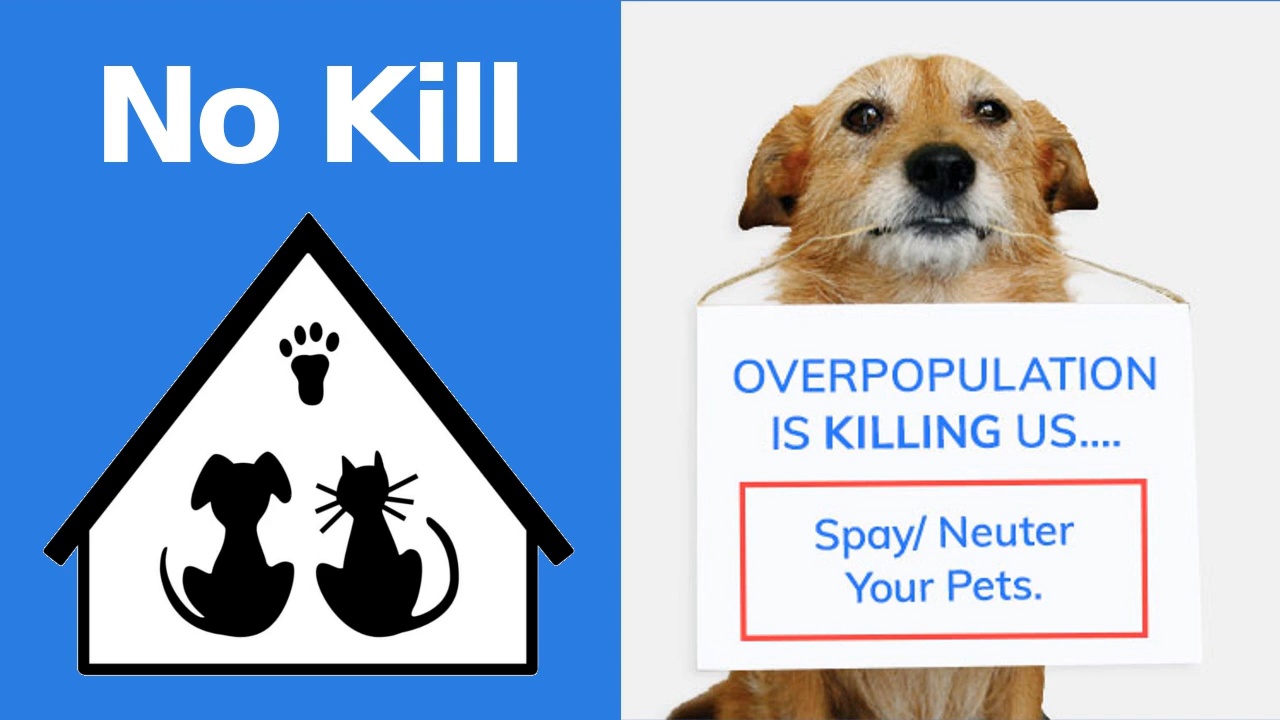 No Kill
OVERPOPULATION
IS KILLING US....
Spay/ Neuter
Your Pets.